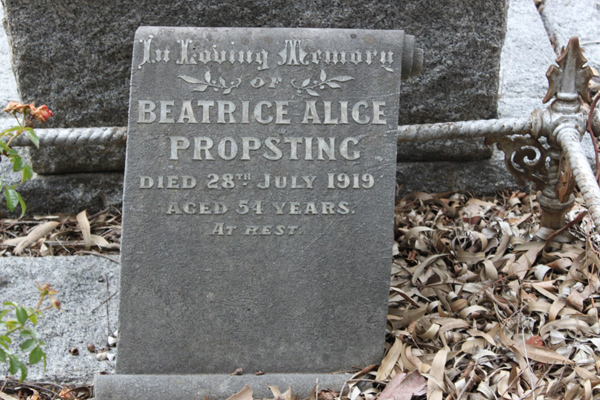 In Loving Memory
OF
BEATRICE ALICE
PROPSTING
DIED 28TH JULY 1919
AGED 54 YEARS.
AT REST.